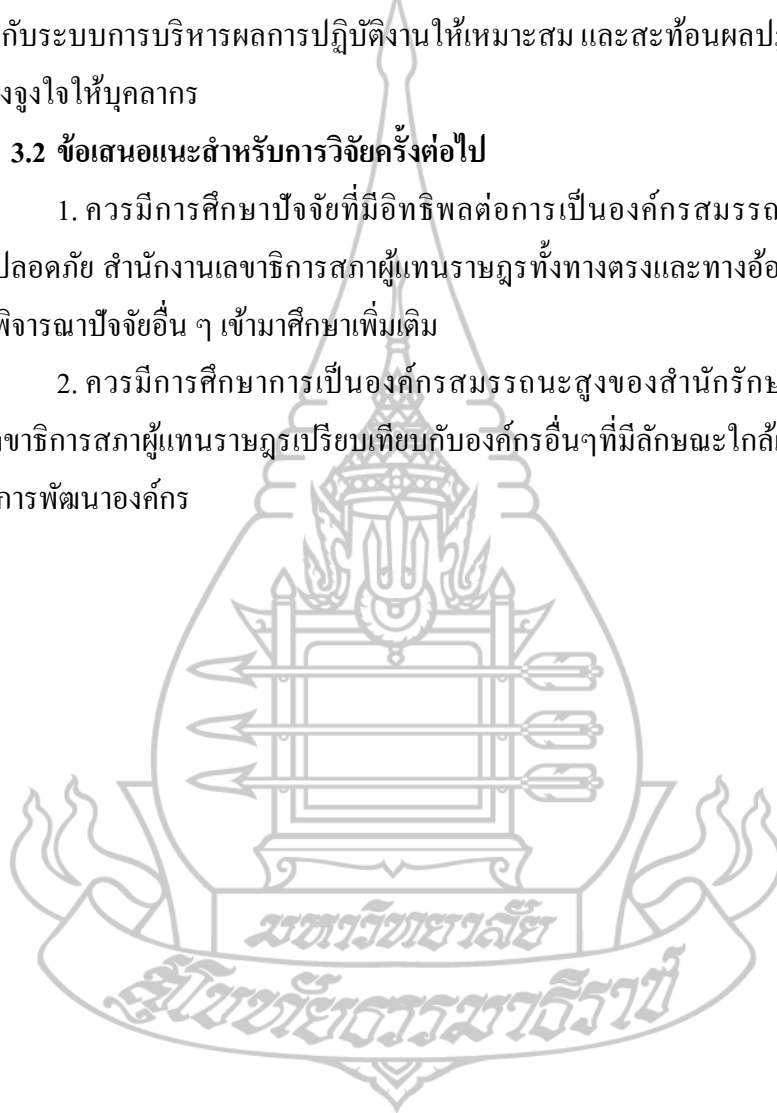 กับระบบการบริหารผลการปฏิบัติงานให้เหมาะสม และสะท้อนผลป
งจูงใจให้บุคลากร
3.2 ข้อเสนอแนะสำหรับการวิจัยครั้งต่อไป
1. ควรมีการศึกษาปัจจัยที่มีอิทธิพลต่อการเป็นองค์กรสมรรถ
ปลอดภัย สำนักงานเลขาธิการสภาผู้แทนราษฎรทั้งทางตรงและทางอ้อ
พิจารณาปัจจัยอื่น ๆ เข้ามาศึกษาเพิ่มเติม
2. ควรมีการศึกษาการเป็นองค์กรสมรรถนะสูงของสำนักรักษ
ลขาธิการสภาผู้แทนราษฎรเปรียบเทียบกับองค์กรอื่นๆที่มีลักษณะใกล้เ
การพัฒนาองค์กร
มหาวิทยาลัย
สุโขทัยธรรมาธิราช